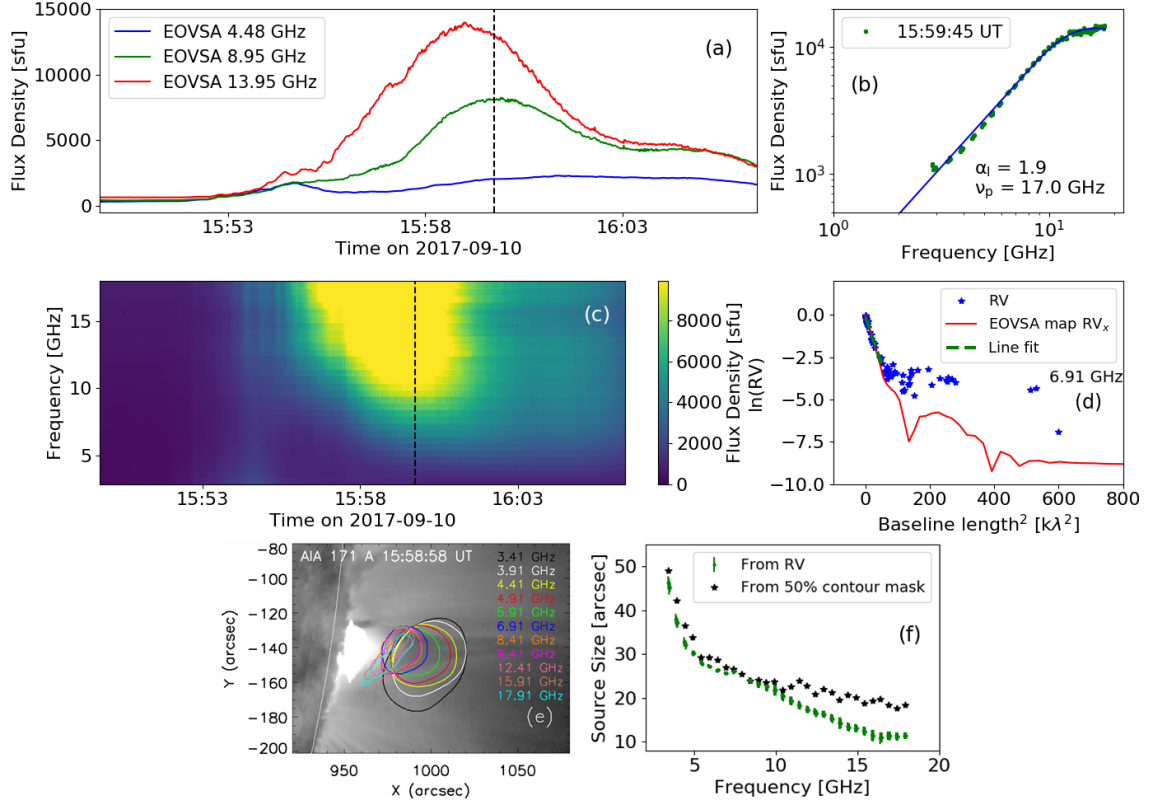 15000
10000
5000
0
Flux Density [sfu]
EOVSA 4.48 GHz
EOVSA 8.95 GHz
EOVSA 13.95 GHz
(a)
15:53
15:58
16:03
Time on 2017-09-10
10⁴
10³
Flux Density [sfu]
15:59:45 UT
(b)
αₗ = 1.9
νₚ = 17.0 GHz
10⁰
10¹
Frequency [GHz]
15
10
5
Frequency [GHz]
(c)
15:53
15:58
16:03
Time on 2017-09-10
8000
6000
4000
2000
0
Flux Density [sfu]
0.0
−2.5
−5.0
−7.5
−10.0
ln(RV)
RV
EOVSA map RVₓ
Line fit
6.91 GHz
(d)
0
200
400
600
800
Baseline length² [kλ²]
−80
−100
−120
−140
−160
−180
−200
Y (arcsec)
AIA 171 A 15:58:58 UT
3.41 GHz
3.91 GHz
4.41 GHz
4.91 GHz
5.91 GHz
6.91 GHz
8.41 GHz
9.41 GHz
12.41 GHz
15.91 GHz
17.91 GHz
(e)
950
1000
1050
X (arcsec)
50
40
30
20
10
Source Size [arcsec]
From RV
From 50% contour mask
(f)
5
10
15
20
Frequency [GHz]